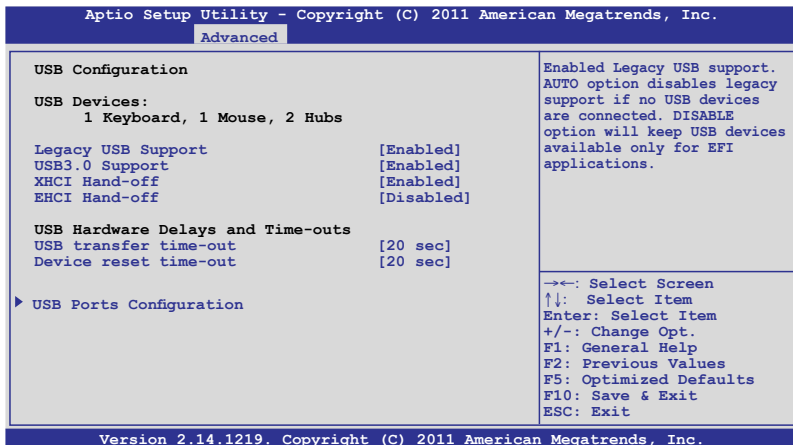 Aptio Setup Utility - Copyright (C) 2011 American Megatrends, Inc.
Advanced
USB Configuration
USB Devices:
1 Keyboard, 1 Mouse, 2 Hubs
Legacy USB Support [Enabled]
USB3.0 Support [Enabled]
XHCI Hand-off [Enabled]
EHCI Hand-off [Disabled]
USB Hardware Delays and Time-outs
USB transfer time-out [20 sec]
Device reset time-out [20 sec]
USB Ports Configuration
Enabled Legacy USB support.
AUTO option disables legacy
support if no USB devices
are connected. DISABLE
option will keep USB devices
available only for EFI
applications.
→←: Select Screen
↑↓: Select Item
Enter: Select Item
+/-: Change Opt.
F1: General Help
F2: Previous Values
F5: Optimized Defaults
F10: Save & Exit
ESC: Exit
Version 2.14.1219. Copyright (C) 2011 American Megatrends, Inc.